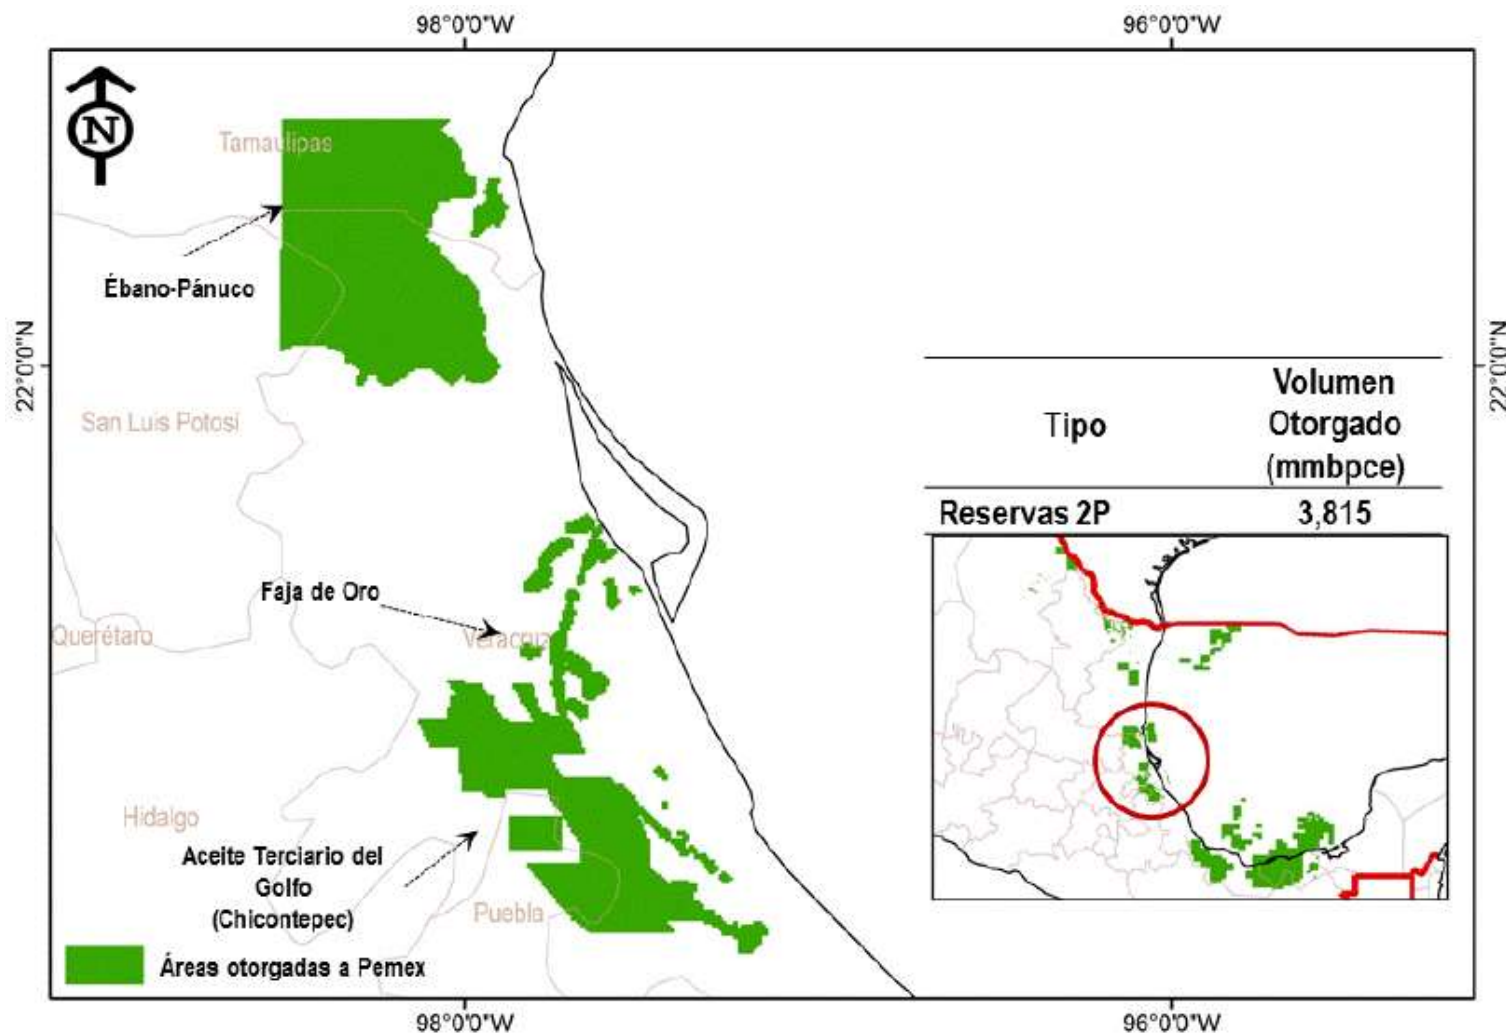 98°0'0"W
96°0'0"W
N
Tamaulipas
Ébano-Pánuco
22°0'0"N
22°0'0"N
San Luis Potosí
Tipo
Volumen
Otorgado
(mmbpce)
Reservas 2P
3,815
Faja de Oro
Querétaro
Veracruz
Hidalgo
Aceite Terciario del
Golfo
(Chicontepec)
Puebla
Áreas otorgadas a Pemex
98°0'0"W
96°0'0"W